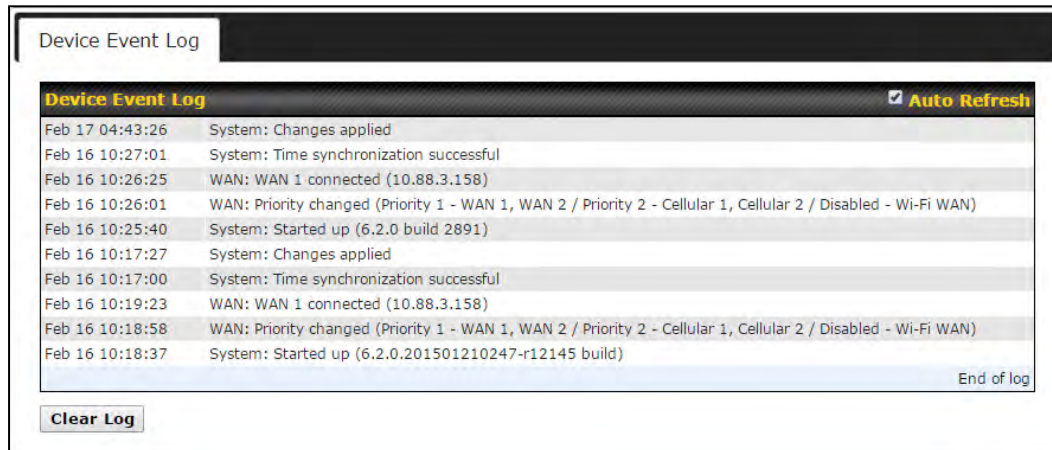 Device Event Log
Device Event Log Auto Refresh
Feb 17 04:43:26 System: Changes applied
Feb 16 10:27:01 System: Time synchronization successful
Feb 16 10:26:25 WAN: WAN 1 connected (10.88.3.158)
Feb 16 10:26:01 WAN: Priority changed (Priority 1 - WAN 1, WAN 2 / Priority 2 - Cellular 1, Cellular 2 / Disabled - Wi-Fi WAN)
Feb 16 10:25:40 System: Started up (6.2.0 build 2891)
Feb 16 10:17:27 System: Changes applied
Feb 16 10:17:00 System: Time synchronization successful
Feb 16 10:19:23 WAN: WAN 1 connected (10.88.3.158)
Feb 16 10:18:58 WAN: Priority changed (Priority 1 - WAN 1, WAN 2 / Priority 2 - Cellular 1, Cellular 2 / Disabled - Wi-Fi WAN)
Feb 16 10:18:37 System: Started up (6.2.0.201501210247-r12145 build)
End of log
Clear Log